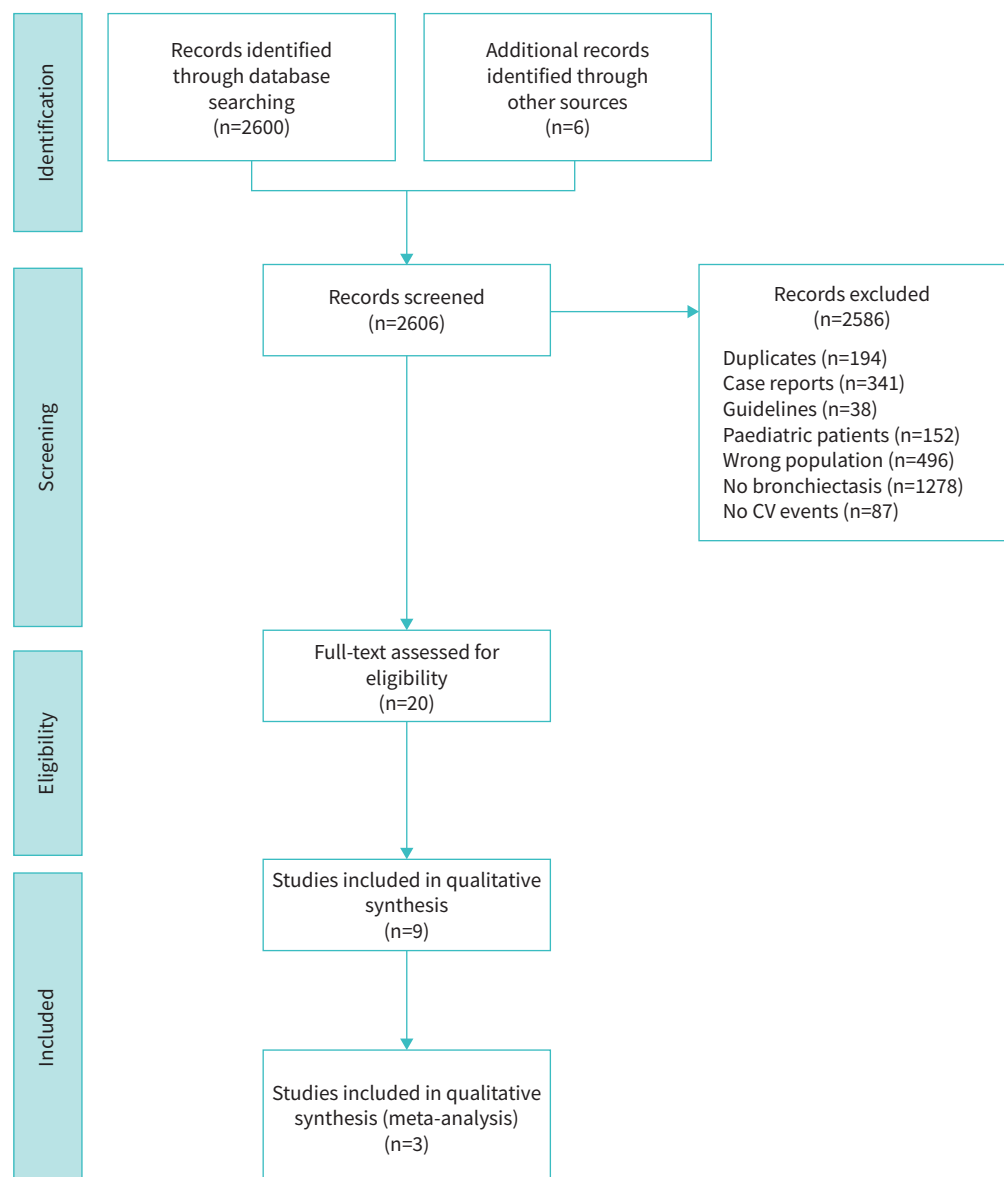 Identification
Records identified
through database
searching
(n=2600)
Additional records
identified through
other sources
(n=6)
Screening
Records screened
(n=2606)
Records excluded
(n=2586)
Duplicates (n=194)
Case reports (n=341)
Guidelines (n=38)
Paediatric patients (n=152)
Wrong population (n=496)
No bronchiectasis (n=1278)
No CV events (n=87)
Eligibility
Full-text assessed for
eligibility
(n=20)
Included
Studies included in qualitative
synthesis
(n=9)
Studies included in qualitative
synthesis (meta-analysis)
(n=3)